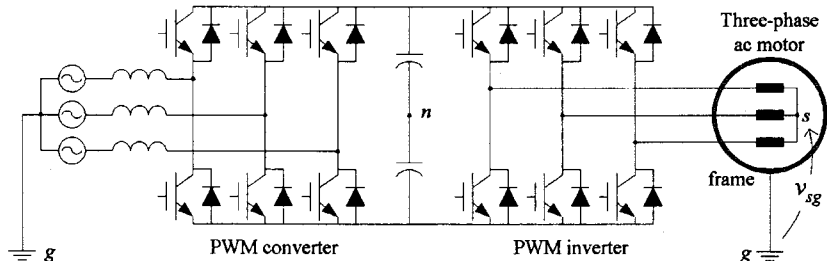 Three-phase
ac motor
n
s
frame
v_sg
g
PWM converter
PWM inverter
g